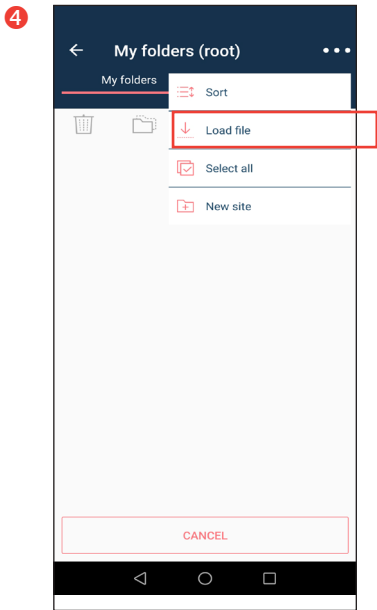 4
My folders (root)
My folders
Sort
Load file
Select all
New site
CANCEL